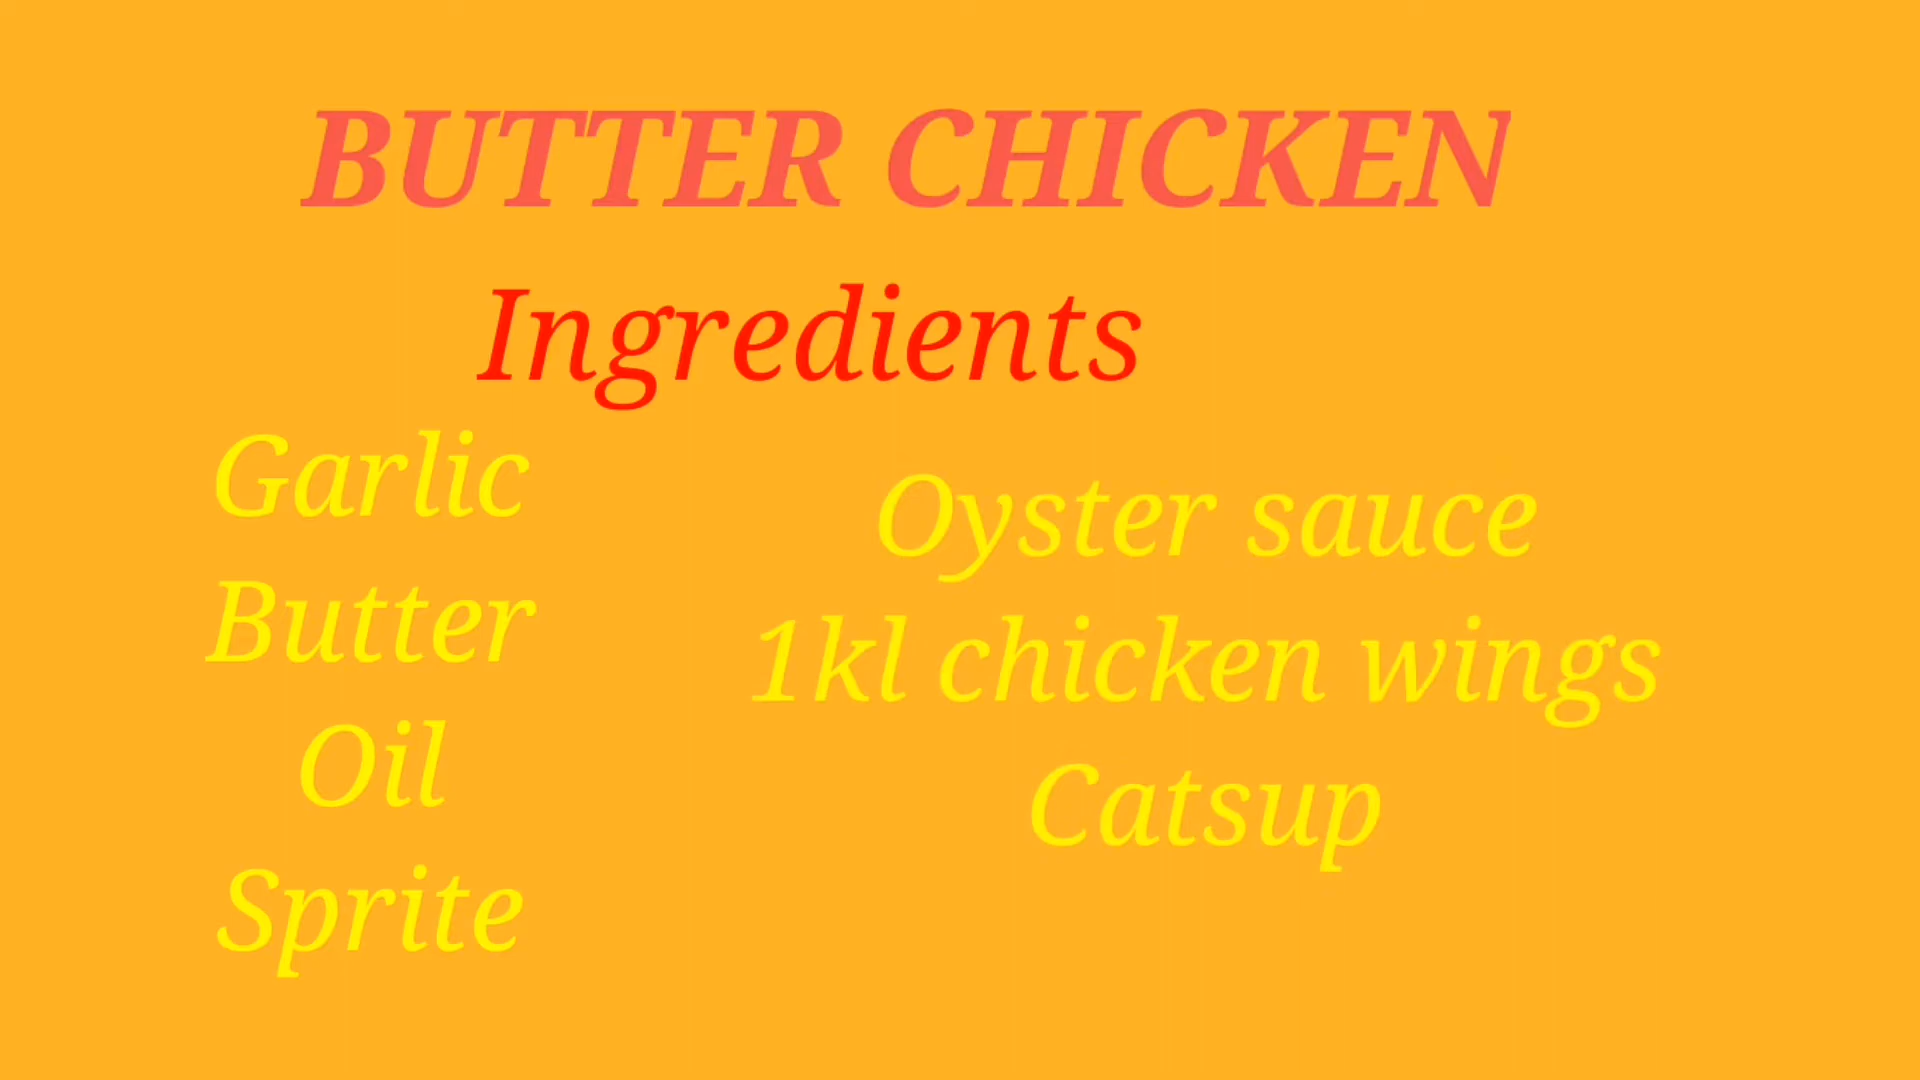 BUTTER CHICKEN
Ingredients
Garlic
Butter
Oil
Sprite
Oyster sauce
1kl chicken wings
Catsup